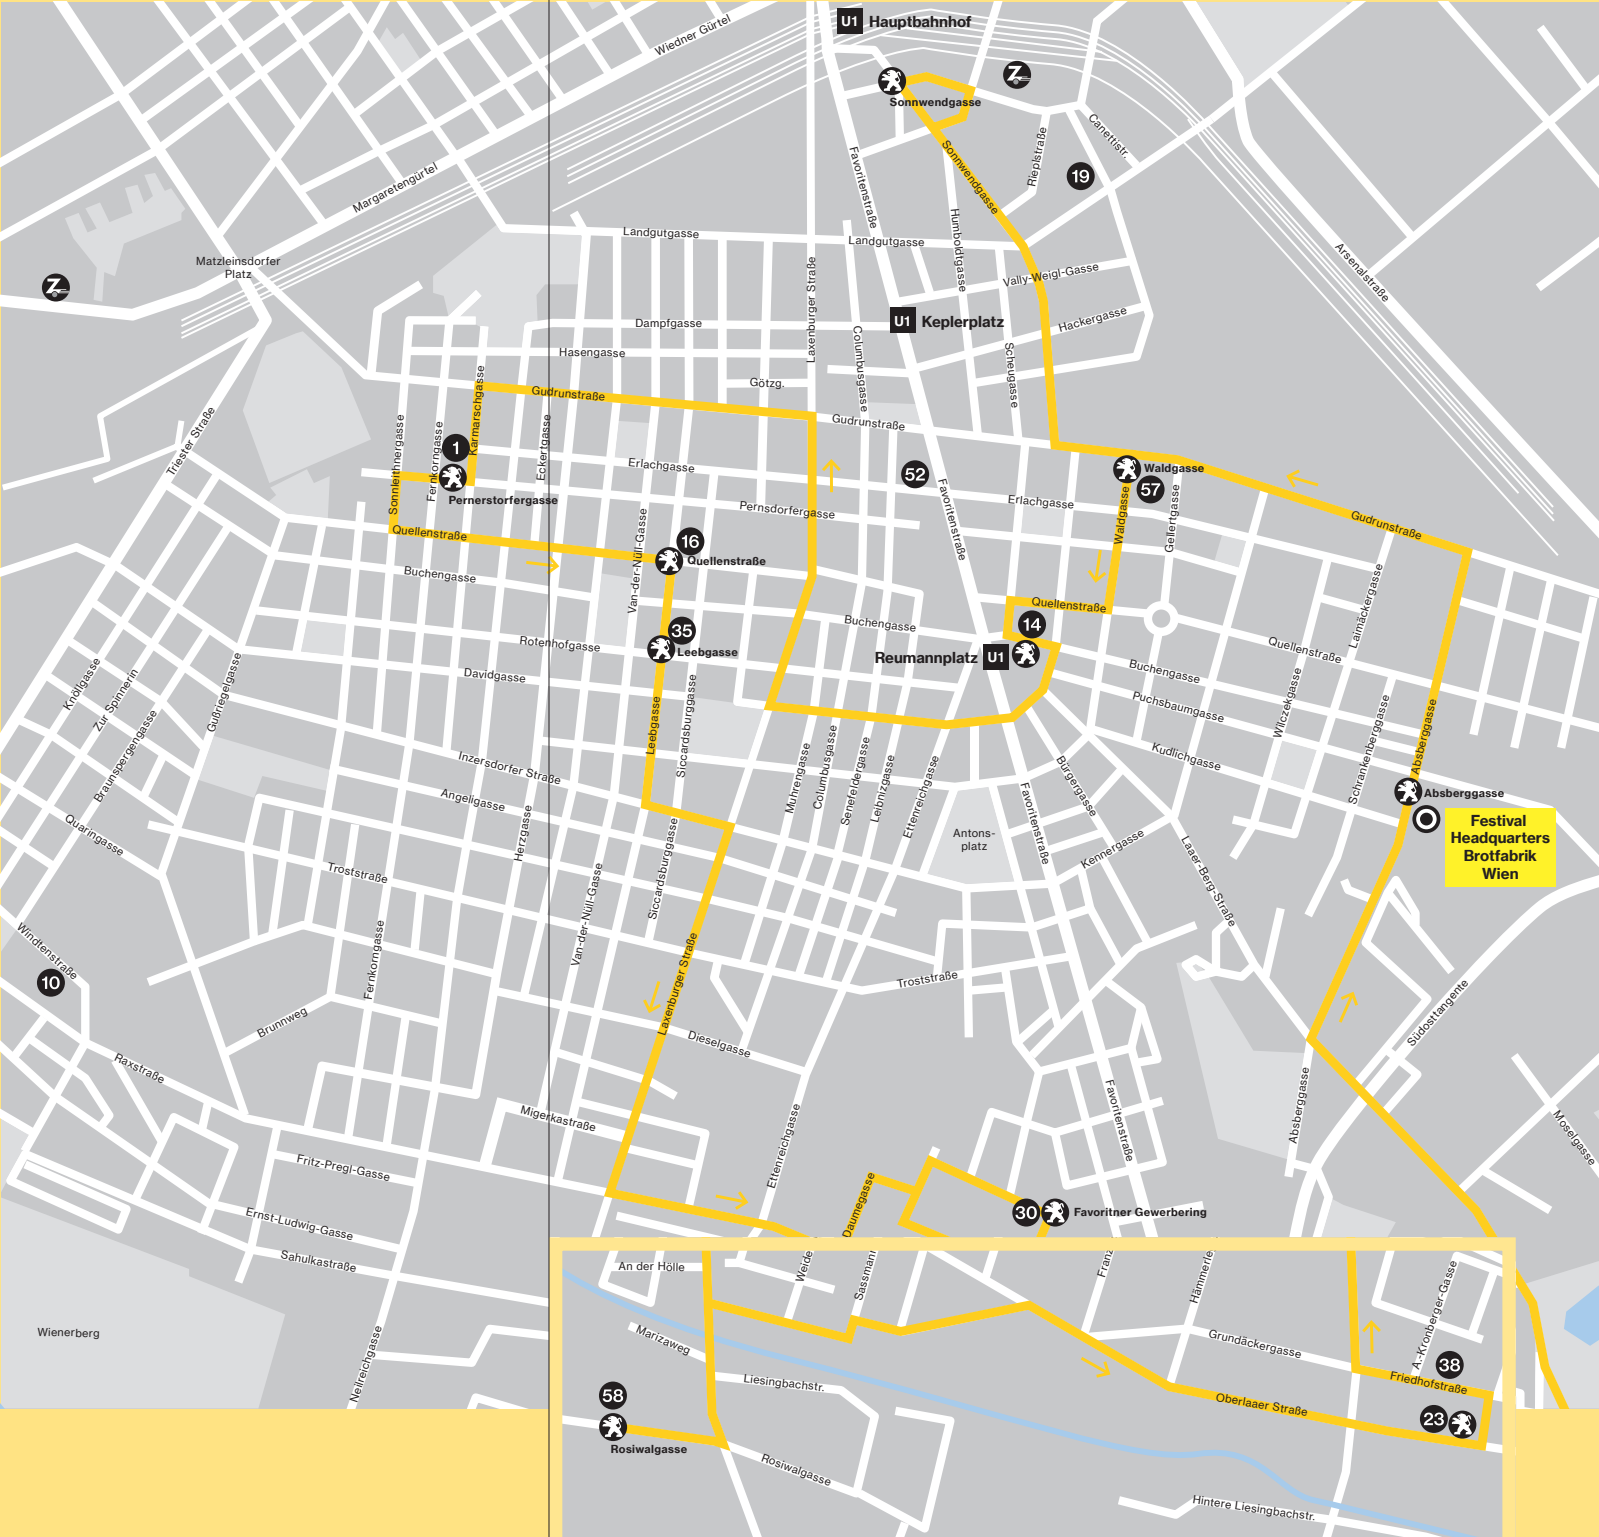 U1 Hauptbahnhof
Wiedner Gürtel
Sonnwendgasse
Canettistr.
Rieplstraße
Favoritenstraße
Sonnwendgasse
19
Margaretengürtel
Humboldtgasse
Landgutgasse
Landgutgasse
Matzleinsdorfer
Platz
Arsenalstraße
Vally-Weigl-Gasse
Laxenburger Straße
U1 Keplerplatz
Hackergasse
Dampfgasse
Hasengasse
Columbusgasse
Scheugasse
Götzg.
Gudrunstraße
Karmarschgasse
Gudrunstraße
Triester Straße
Sonnleithnergasse
Fernkorngasse
Eckertgasse
1
Erlachgasse
52
Waldgasse
57
Pernerstorfergasse
Pernsdorfergasse
Erlachgasse
Favoritenstraße
Waldgasse
Gellertgasse
Gudrunstraße
Quellenstraße
Van-der-Nüll-Gasse
16
Quellenstraße
Buchengasse
Laimäckergasse
Quellenstraße
14
35
Buchengasse
Rotenhofgasse
Leebgasse
Reumannplatz U1
Quellenstraße
Buchengasse
Davidgasse
Knöllgasse
Zur Spinnerin
Braunspergengasse
Gußriegelgasse
Puchsbaumgasse
Wilczekgasse
Schrankenberggasse
Absberggasse
Leebgasse
Siccardsburggasse
Kudlichgasse
Inzersdorfer Straße
Muhrengasse
Columbusgasse
Senefeldergasse
Leibnizgasse
Ettenreichgasse
Bürgergasse
Angeligasse
Absberggasse
Festival
Headquarters
Brotfabrik
Wien
Quaringasse
Herzgasse
Favoritenstraße
Antons-
platz
Kennergasse
Laaer-Berg-Straße
Troststraße
Siccardsburggasse
Van-der-Nüll-Gasse
Windtenstraße
10
Fernkorngasse
Laxenburger Straße
Troststraße
Südosttangente
Brunnweg
Dieselgasse
Raxstraße
Migerkastraße
Favoritenstraße
Absberggasse
Moselgasse
Ettenreichgasse
Fritz-Pregl-Gasse
Daumegasse
30
Favoritner Gewerbering
Ernst-Ludwig-Gasse
Sahulkastraße
An der Hölle
Weide
Sassman
Franz
Hämmerle
A.-Kronberger-Gasse
Wienerberg
Marizaweg
Grundäckergasse
Neilreichgasse
38
Liesingbachstr.
Friedhofstraße
58
Oberlaaer Straße
23
Rosiwalgasse
Rosiwalgasse
Hintere Liesingbachstr.